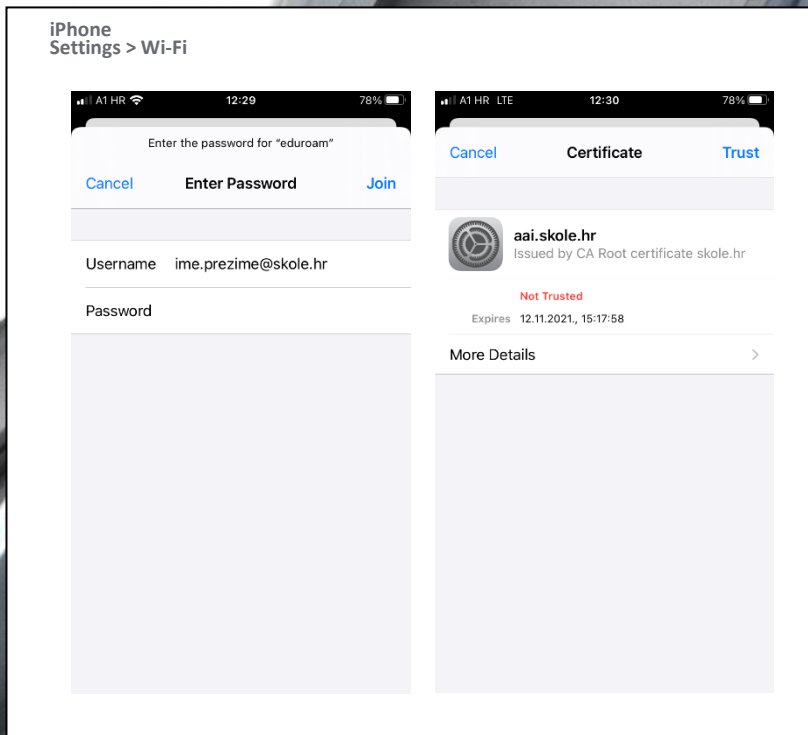 iPhone
Settings > Wi-Fi
A1 HR 12:29 78%
Enter the password for “eduroam”
Cancel Enter Password Join
Username ime.prezime@skole.hr
Password
A1 HR LTE 12:30 78%
Cancel Certificate Trust
aai.skole.hr
Issued by CA Root certificate skole.hr
Not Trusted
Expires 12.11.2021., 15:17:58
More Details